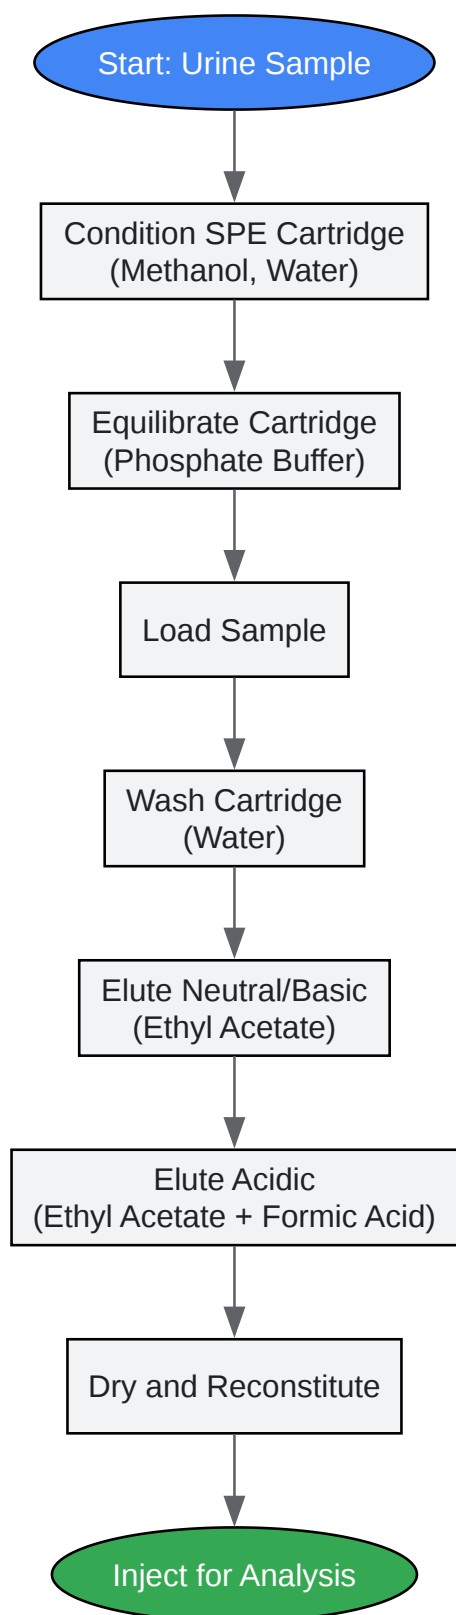 Start: Urine Sample
Condition SPE Cartridge
(Methanol, Water)
Equilibrate Cartridge
(Phosphate Buffer)
Load Sample
Wash Cartridge
(Water)
Elute Neutral/Basic
(Ethyl Acetate)
Elute Acidic
(Ethyl Acetate + Formic Acid)
Dry and Reconstitute
Inject for Analysis